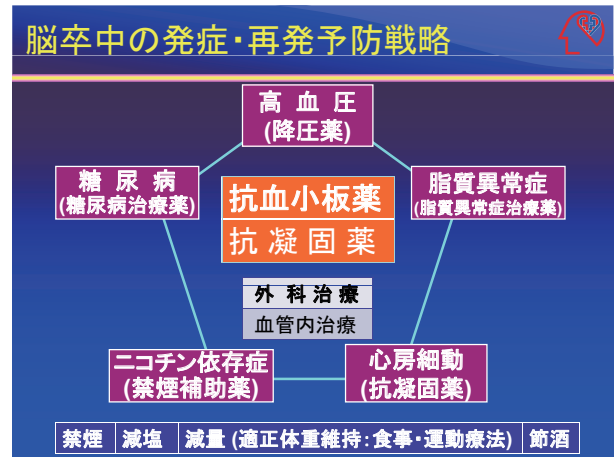 脳卒中の発症・再発予防戦略
高血圧
(降圧薬)
糖尿病
(糖尿病治療薬)
脂質異常症
(脂質異常症治療薬)
抗血小板薬
抗凝固薬
外科治療
血管内治療
ニコチン依存症
(禁煙補助薬)
心房細動
(抗凝固薬)
禁煙 減塩 減量(適正体重維持:食事・運動療法) 節酒